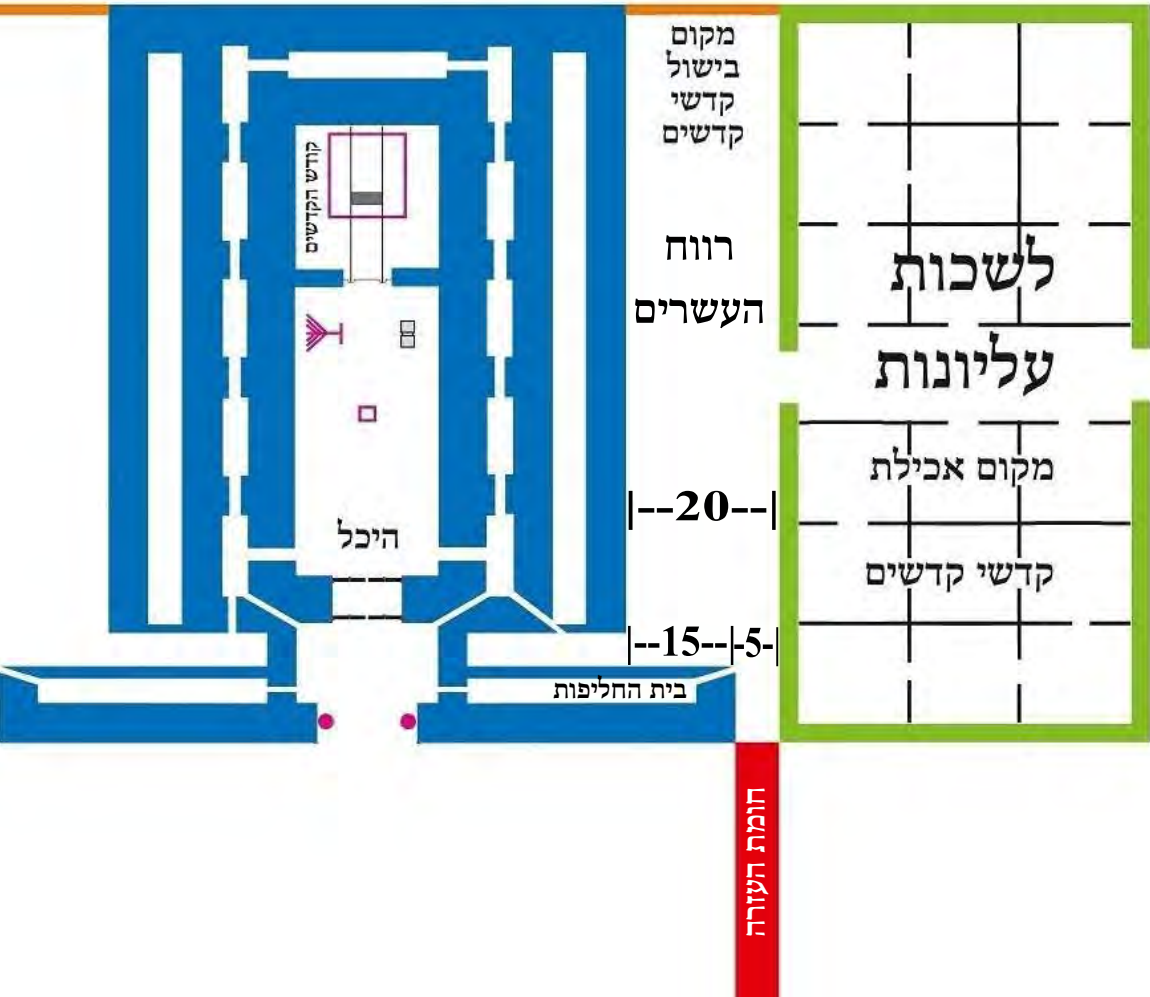 מקום
בישול
קדשי
קדשים
קודש הקדשים
רווח
העשרים
לשכות
עליונות
מקום אכילת
|--20--|
היכל
קדשי קדשים
|--15--|-5-|
בית החליפות
חומת העזרה